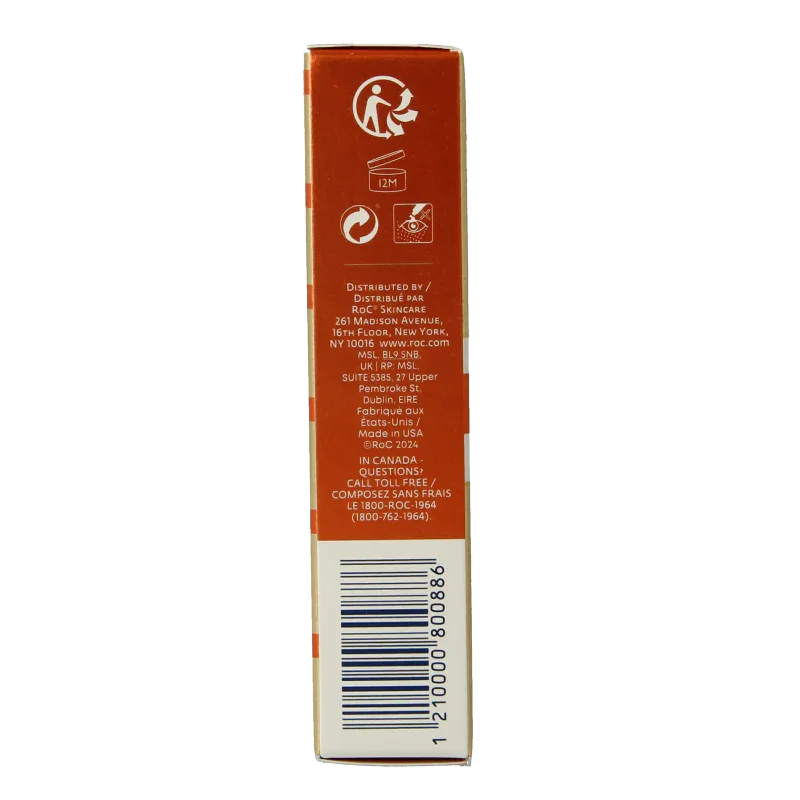 12M
DISTRIBUTED BY /
DISTRIBUÉ PAR
ROC® SKINCARE
261 MADISON AVENUE,
16TH FLOOR, NEW YORK,
NY 10016 www.roc.com
MSL, BL9 5NB,
UK | RP: MSL,
SUITE 5385, 27 Upper
Pembroke St,
Dublin, EIRE
Fabriqué aux
États-Unis /
Made in USA
©RoC 2024
IN CANADA -
QUESTIONS?
CALL TOLL FREE /
COMPOSEZ SANS FRAIS
LE 1800-ROC-1964
(1800-762-1964).
1 210000 800886